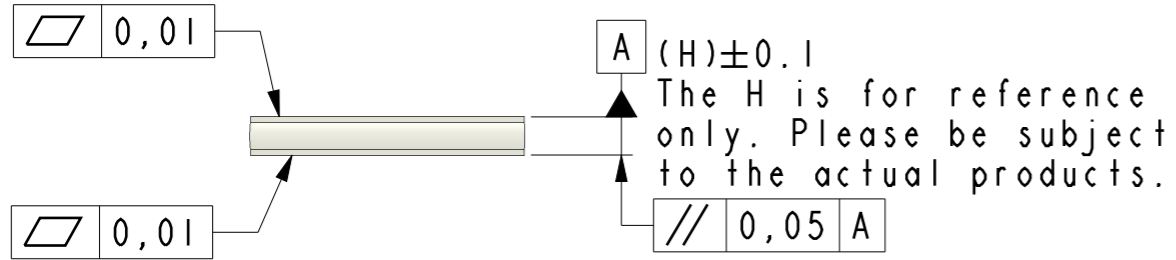 0,01
A
(H)±0.1
The H is for reference
only. Please be subject
to the actual products.
0,01
// 0,05 A